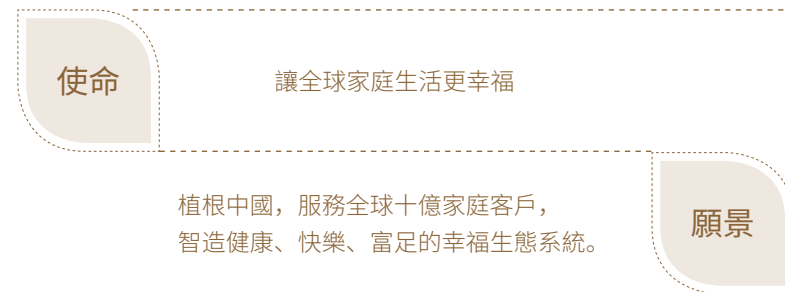 使命
讓全球家庭生活更幸福
植根中國，服務全球十億家庭客戶，
智造健康、快樂、富足的幸福生態系統。
願景